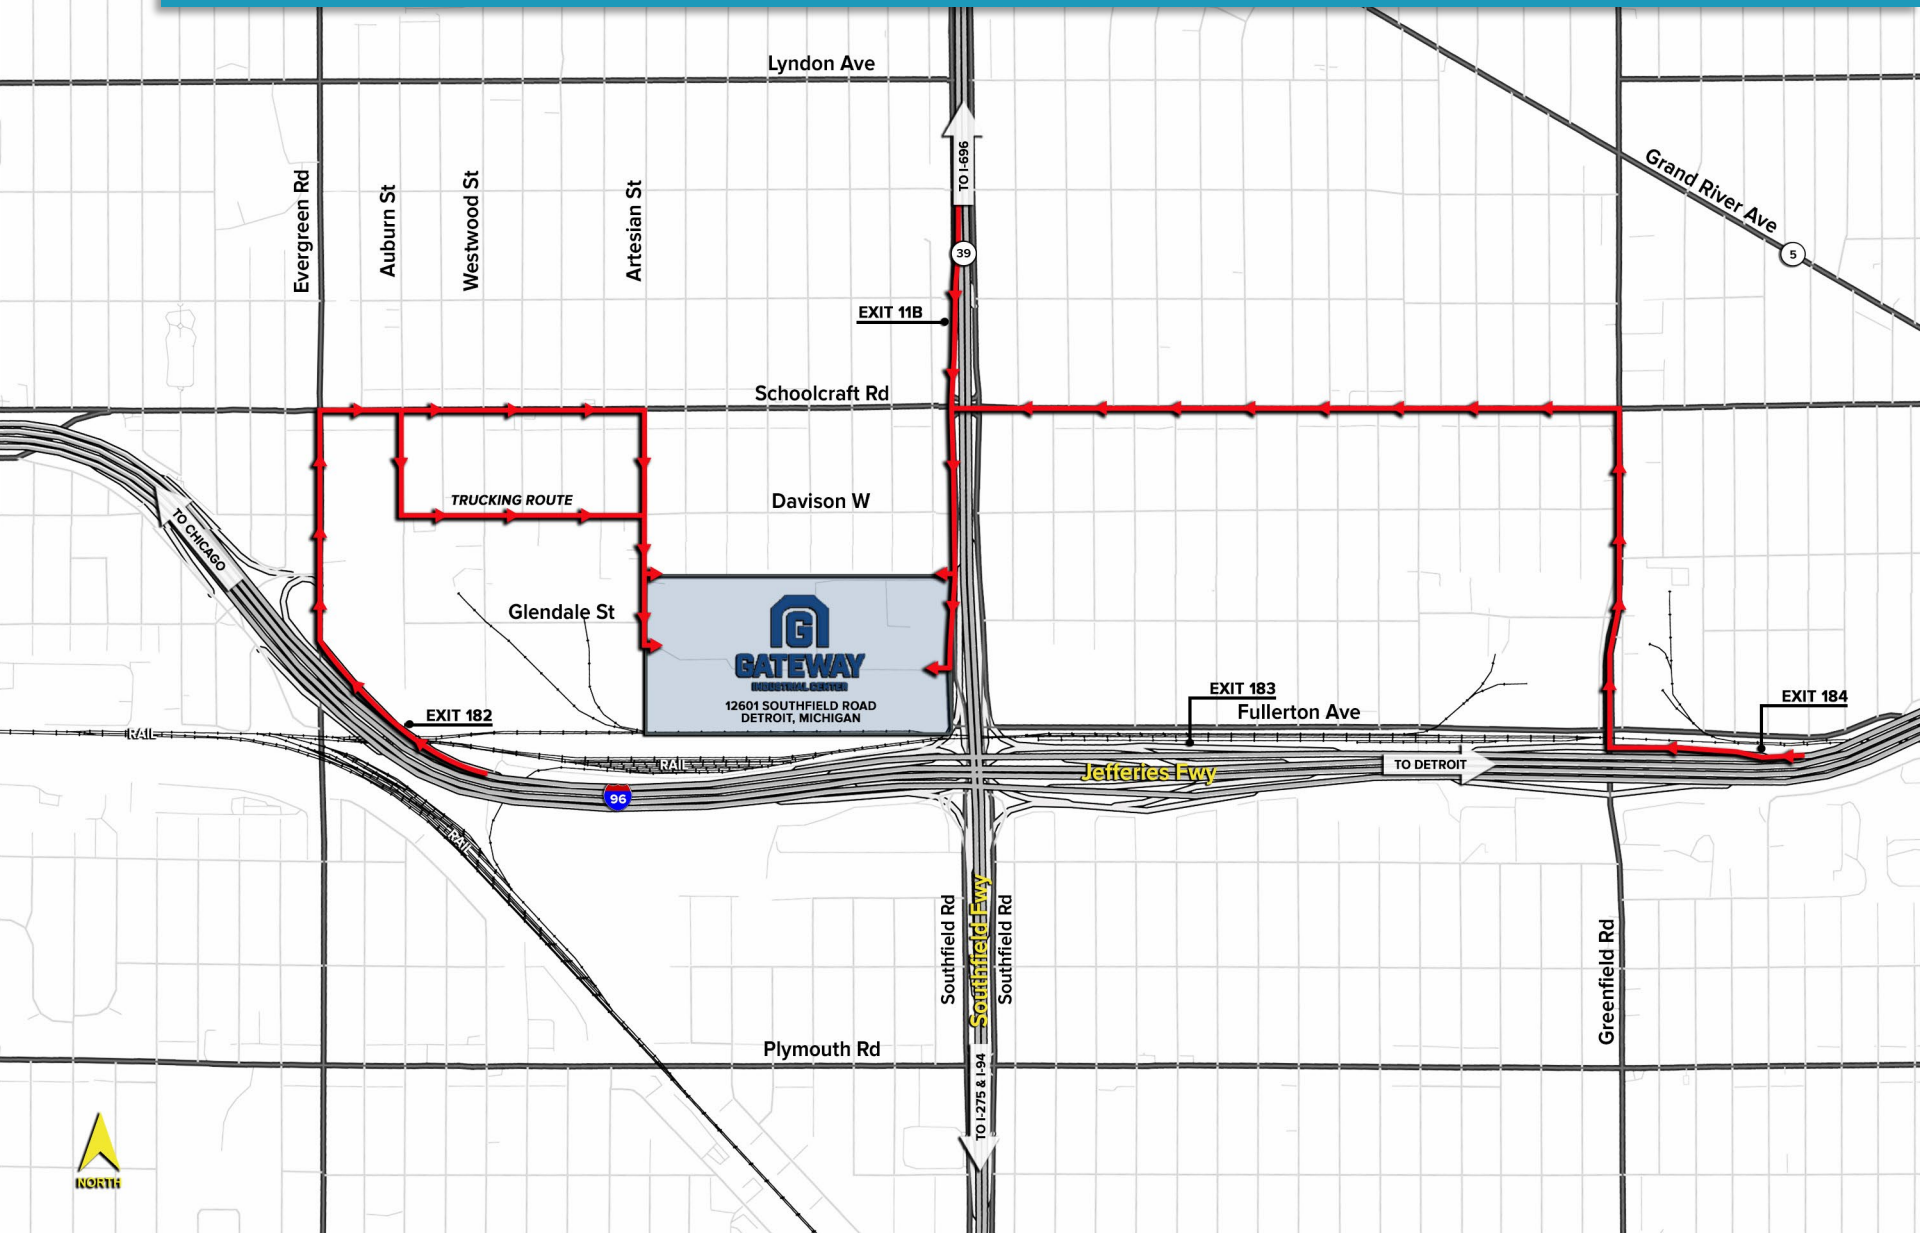 Lyndon Ave
TO I-696
Grand River Ave
5
Evergreen Rd
Auburn St
Westwood St
Artesian St
39
EXIT 11B
Schoolcraft Rd
TRUCKING ROUTE
Davison W
TO CHICAGO
Glendale St
G
GATEWAY
INDUSTRIAL CENTER
12601 SOUTHFIELD ROAD
DETROIT, MICHIGAN
EXIT 182
EXIT 183
Fullerton Ave
EXIT 184
RAIL
RAIL
Jefferies Fwy
TO DETROIT
96
RAIL
Southfield Rd
Southfield Fwy
Southfield Rd
Greenfield Rd
Plymouth Rd
TO I-275 & I-94
NORTH